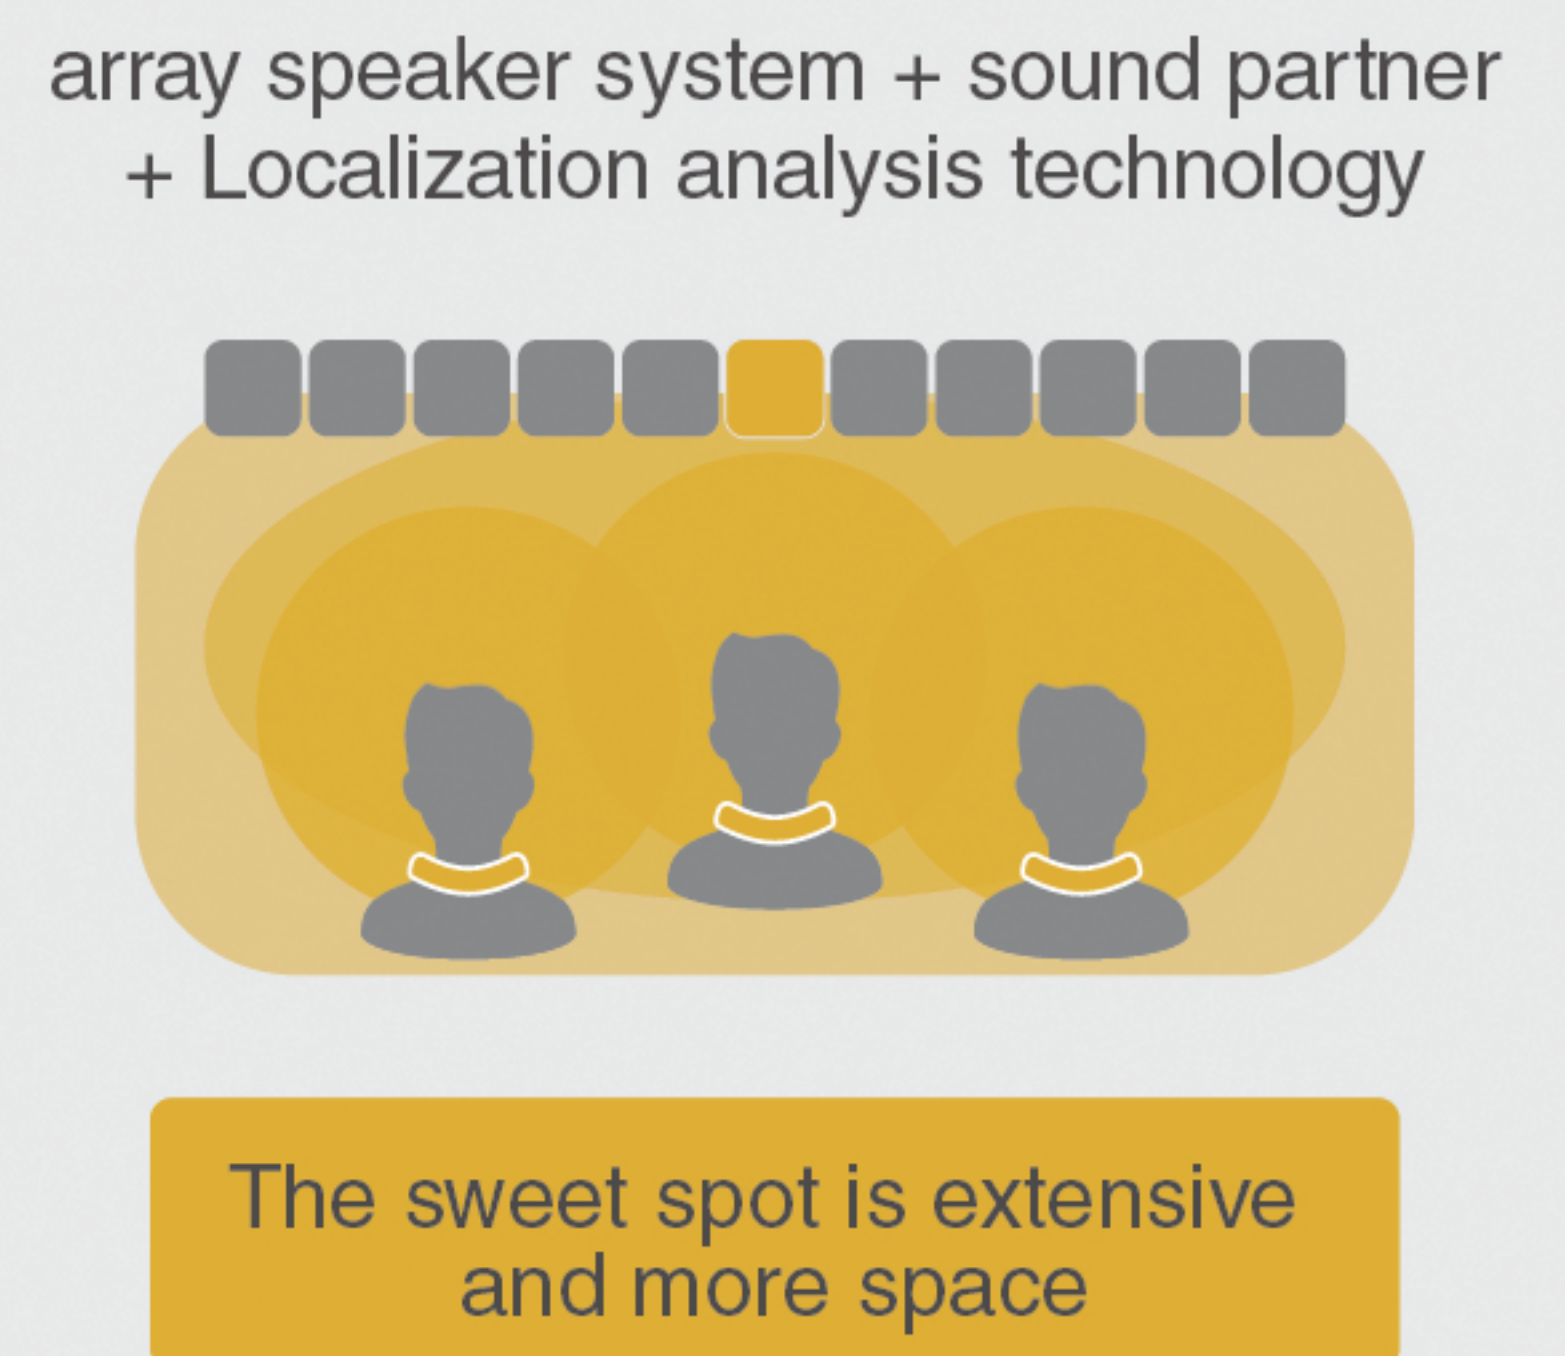 array speaker system + sound partner
+ Localization analysis technology
The sweet spot is extensive
and more space